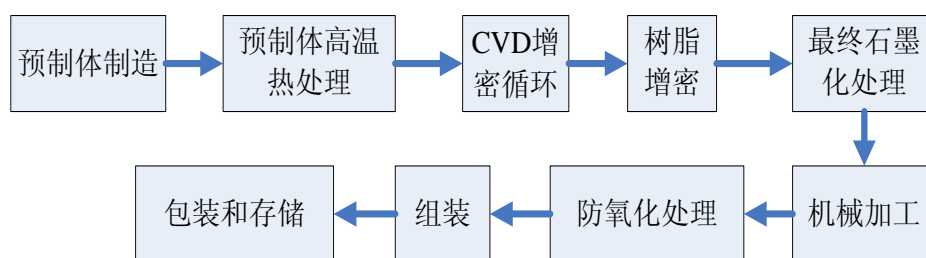 预制体制造
预制体高温
热处理
CVD增
密循环
树脂
增密
最终石墨
化处理
机械加工
防氧化处理
组装
包装和存储